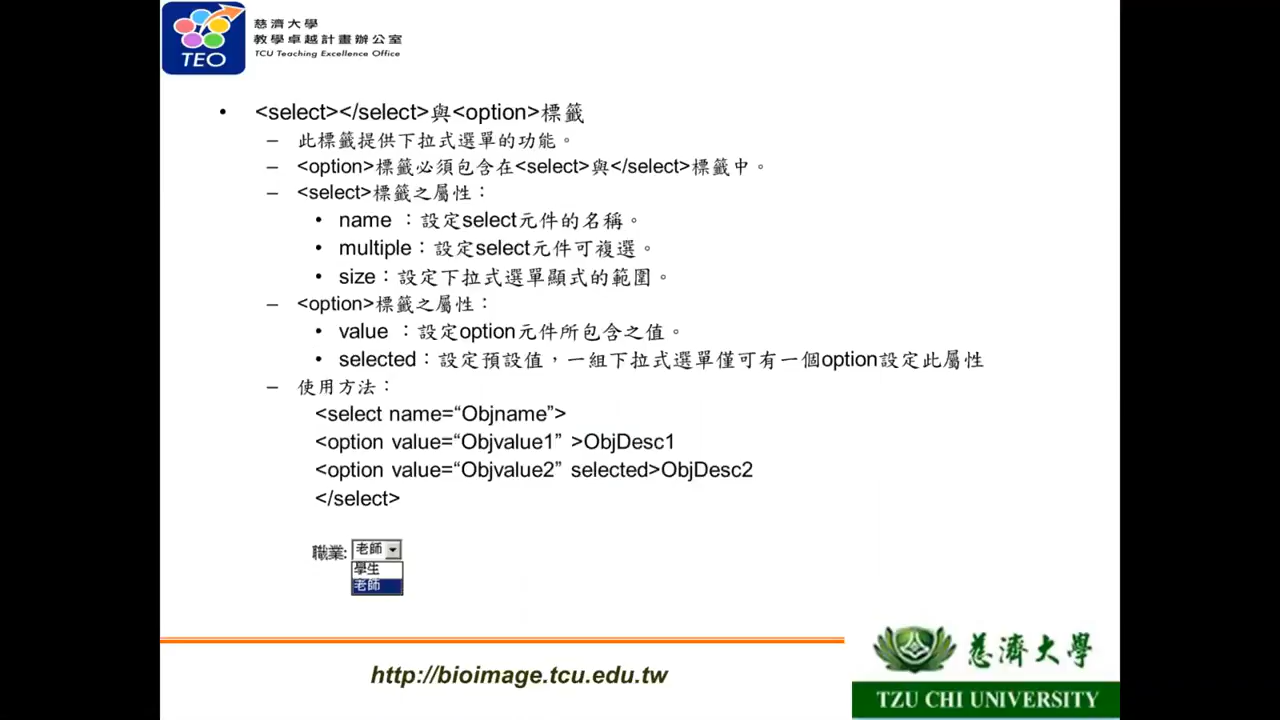 慈濟大學
教學卓越計畫辦公室
TCU Teaching Excellence Office
TEO
• <select></select>與<option>標籤
– 此標籤提供下拉式選單的功能。
– <option>標籤必須包含在<select>與</select>標籤中。
– <select>標籤之屬性：
• name ：設定select元件的名稱。
• multiple：設定select元件可複選。
• size：設定下拉式選單顯式的範圍。
– <option>標籤之屬性：
• value ：設定option元件所包含之值。
• selected：設定預設值，一組下拉式選單僅可有一個option設定此屬性
– 使用方法：
<select name=“Objname”>
<option value=“Objvalue1” >ObjDesc1
<option value=“Objvalue2” selected>ObjDesc2
</select>
職業: 老師
學生
老師
http://bioimage.tcu.edu.tw
慈濟大學
TZU CHI UNIVERSITY